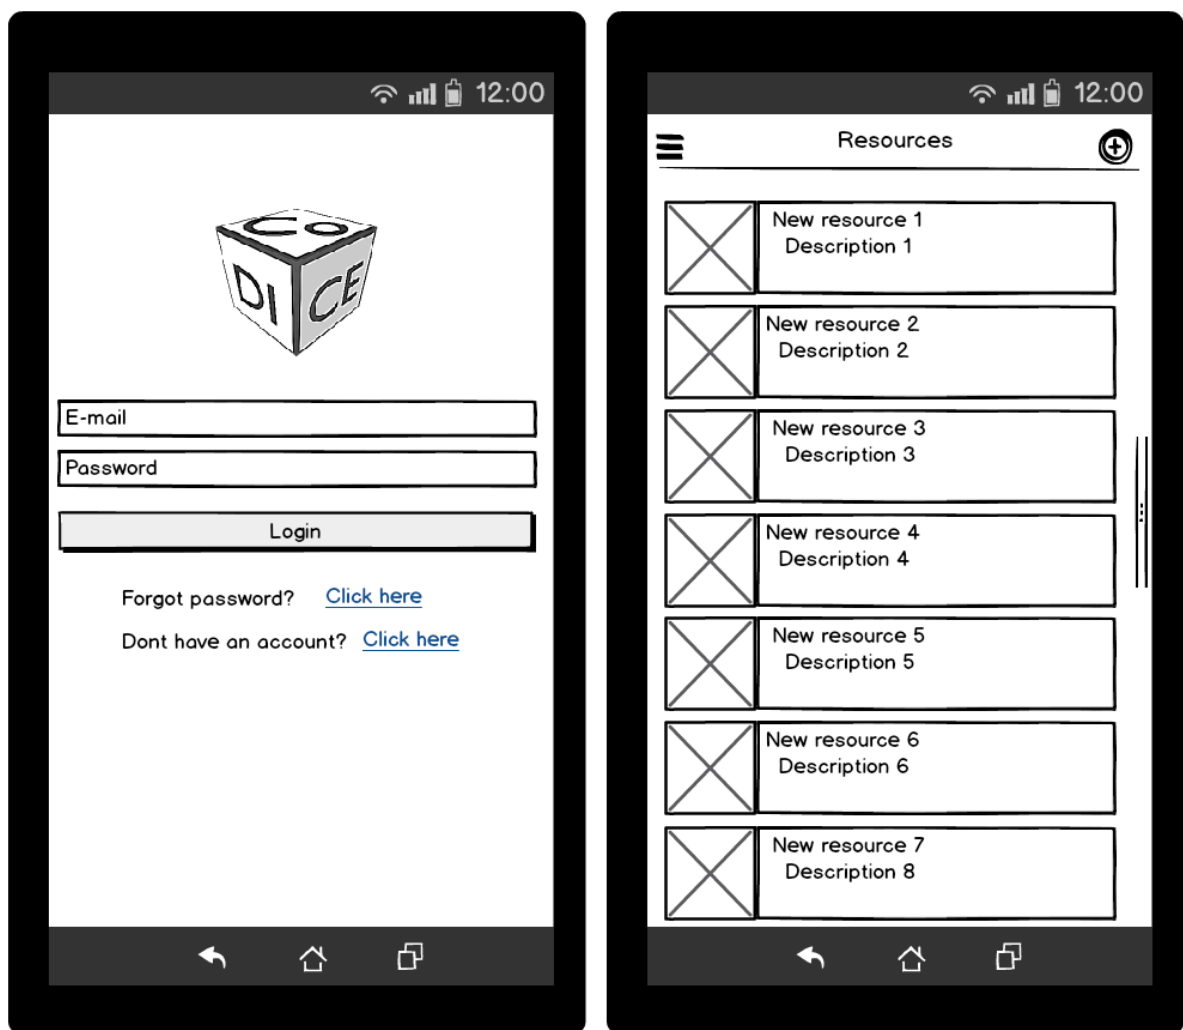 12:00
CO
DI CE
E-mail
Password
Login
Forgot password? Click here
Dont have an account? Click here
12:00
Resources
New resource 1
Description 1
New resource 2
Description 2
New resource 3
Description 3
New resource 4
Description 4
New resource 5
Description 5
New resource 6
Description 6
New resource 7
Description 8